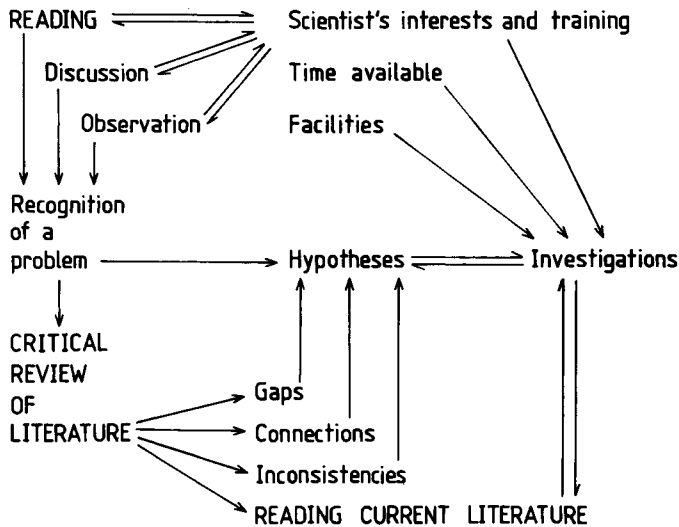 READING
Scientist's interests and training
Discussion
Time available
Observation
Facilities
Recognition
of a
problem
Hypotheses
Investigations
CRITICAL
REVIEW
OF
LITERATURE
Gaps
Connections
Inconsistencies
READING CURRENT LITERATURE